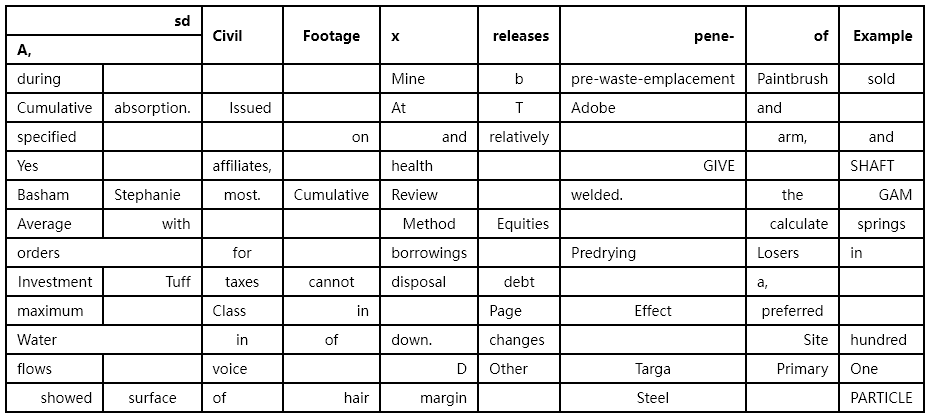 sd Civil Footage x releases pene- of Example
A,
during Mine b pre-waste-emplacement Paintbrush sold
Cumulative absorption. Issued At T Adobe and
specified on and relatively arm, and
Yes affiliates, health GIVE SHAFT
Basham Stephanie most. Cumulative Review welded. the GAM
Average with Method Equities calculate springs
orders for borrowings Predrying Losers in
Investment Tuff taxes cannot disposal debt a,
maximum Class in Page Effect preferred
Water in of down. changes Site hundred
flows voice D Other Targa Primary One
showed surface of hair margin Steel PARTICLE